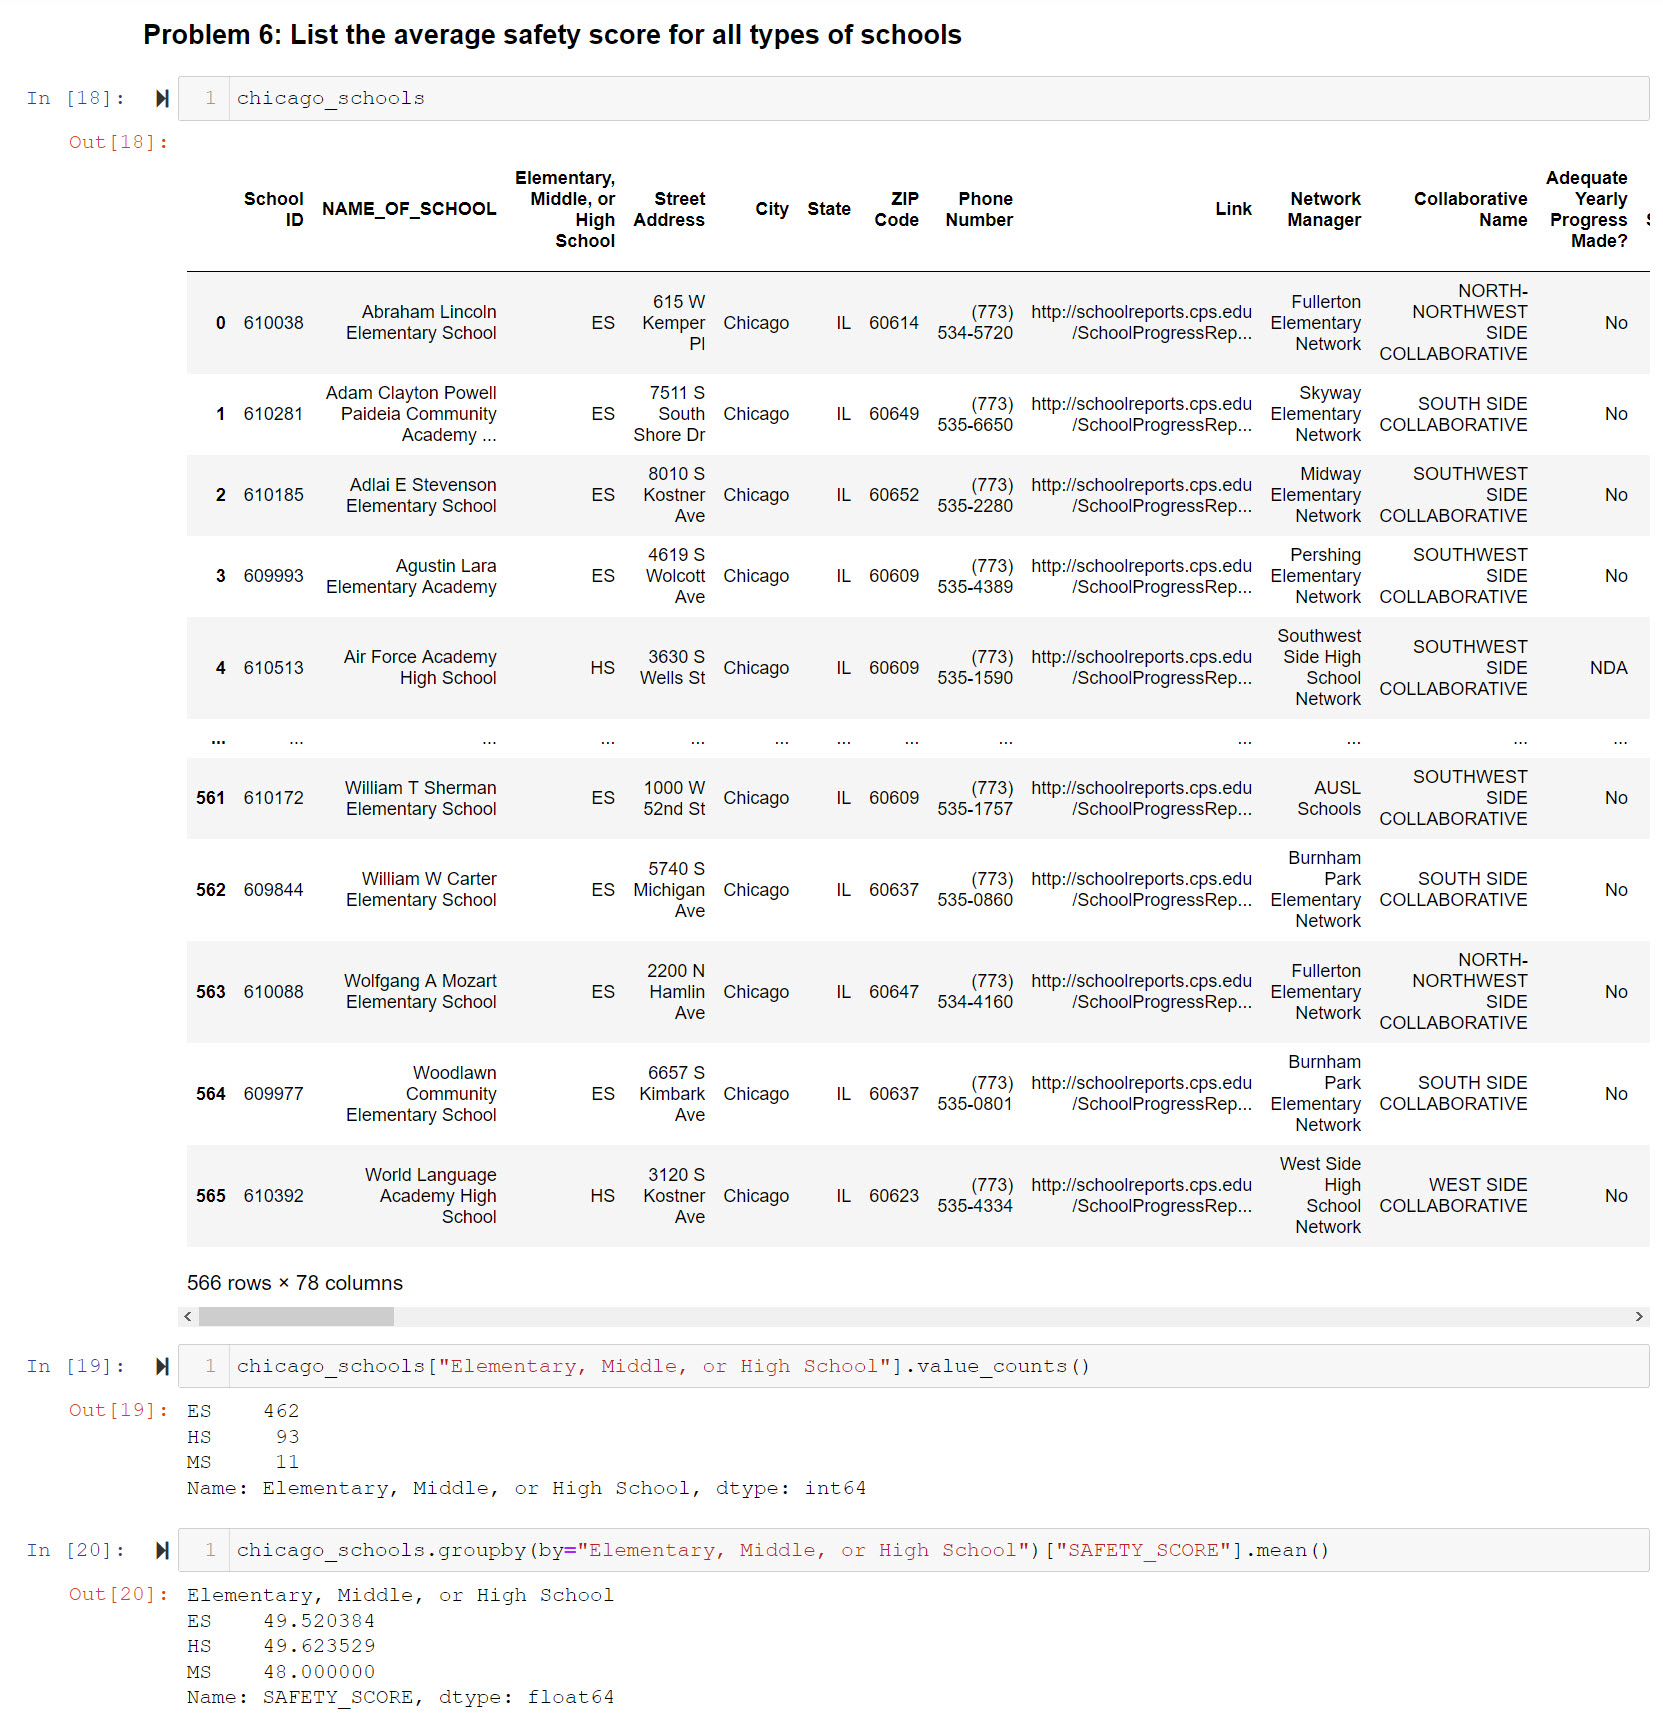 Problem 6: List the average safety score for all types of schools
In [18]: 1 chicago_schools
Out[18]:
School ID NAME_OF_SCHOOL Elementary, Middle, or High School Street Address City State ZIP Code Phone Number Link Network Manager Collaborative Name Adequate Yearly Progress Made?
0 610038 Abraham Lincoln Elementary School ES 615 W Kemper Pl Chicago IL 60614 (773) 534-5720 http://schoolreports.cps.edu/SchoolProgressRep... Fullerton Elementary Network NORTH-NORTHWEST SIDE COLLABORATIVE No
1 610281 Adam Clayton Powell Paideia Community Academy ... ES 7511 S South Shore Dr Chicago IL 60649 (773) 535-6650 http://schoolreports.cps.edu/SchoolProgressRep... Skyway Elementary Network SOUTH SIDE COLLABORATIVE No
2 610185 Adlai E Stevenson Elementary School ES 8010 S Kostner Ave Chicago IL 60652 (773) 535-2280 http://schoolreports.cps.edu/SchoolProgressRep... Midway Elementary Network SOUTHWEST SIDE COLLABORATIVE No
3 609993 Agustin Lara Elementary Academy ES 4619 S Wolcott Ave Chicago IL 60609 (773) 535-4389 http://schoolreports.cps.edu/SchoolProgressRep... Pershing Elementary Network SOUTHWEST SIDE COLLABORATIVE No
4 610513 Air Force Academy High School HS 3630 S Wells St Chicago IL 60609 (773) 535-1590 http://schoolreports.cps.edu/SchoolProgressRep... Southwest Side High School Network SOUTHWEST SIDE COLLABORATIVE NDA
... ... ... ... ... ... ... ... ... ... ... ... ...
561 610172 William T Sherman Elementary School ES 1000 W 52nd St Chicago IL 60609 (773) 535-1757 http://schoolreports.cps.edu/SchoolProgressRep... AUSL Schools SOUTHWEST SIDE COLLABORATIVE No
562 609844 William W Carter Elementary School ES 5740 S Michigan Ave Chicago IL 60637 (773) 535-0860 http://schoolreports.cps.edu/SchoolProgressRep... Burnham Park Elementary Network SOUTH SIDE COLLABORATIVE No
563 610088 Wolfgang A Mozart Elementary School ES 2200 N Hamlin Ave Chicago IL 60647 (773) 534-4160 http://schoolreports.cps.edu/SchoolProgressRep... Fullerton Elementary Network NORTH-NORTHWEST SIDE COLLABORATIVE No
564 609977 Woodlawn Community Elementary School ES 6657 S Kimbark Ave Chicago IL 60637 (773) 535-0801 http://schoolreports.cps.edu/SchoolProgressRep... Burnham Park Elementary Network SOUTH SIDE COLLABORATIVE No
565 610392 World Language Academy High School HS 3120 S Kostner Ave Chicago IL 60623 (773) 535-4334 http://schoolreports.cps.edu/SchoolProgressRep... West Side High School Network WEST SIDE COLLABORATIVE No
566 rows × 78 columns
In [19]: 1 chicago_schools["Elementary, Middle, or High School"].value_counts()
Out[19]: ES 462
HS 93
MS 11
Name: Elementary, Middle, or High School, dtype: int64
In [20]: 1 chicago_schools.groupby(by="Elementary, Middle, or High School")["SAFETY_SCORE"].mean()
Out[20]: Elementary, Middle, or High School
ES 49.520384
HS 49.623529
MS 48.000000
Name: SAFETY_SCORE, dtype: float64